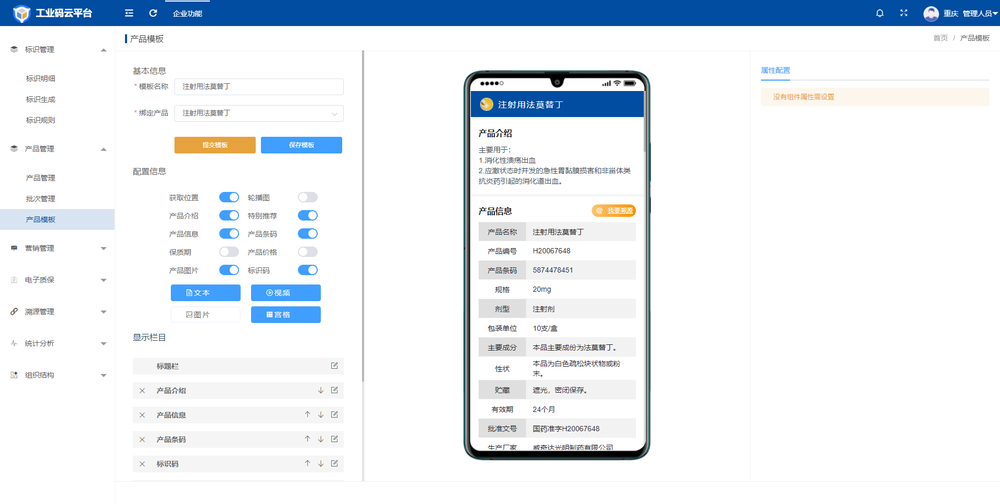 工业码云平台
企业功能
重庆 管理人员
标识管理
标识明细
标识生成
标识规则
产品管理
产品管理
批次管理
产品模板
营销管理
电子质保
溯源管理
统计分析
组织结构
产品模板
首页 / 产品模板
基本信息
* 模板名称 注射用法莫替丁
* 绑定产品 注射用法莫替丁
提交模板 保存模板
配置信息
获取位置 轮播图
产品介绍 特别推荐
产品信息 产品条码
保质期 产品价格
产品图片 标识码
文本 视频
图片 宫格
显示栏目
标题栏
产品介绍
产品信息
产品条码
标识码
注射用法莫替丁
产品介绍
主要用于：
1.消化性溃疡出血
2.应激状态时并发的急性胃黏膜损害和非甾体类
抗炎药引起的消化道出血。
产品信息 我要溯源
产品名称 注射用法莫替丁
产品编号 H20067648
产品条码 5874478451
规格 20mg
剂型 注射剂
包装单位 10支/盒
主要成分 本品主要成份为法莫替丁。
性状 本品为白色疏松块状物或粉
末。
贮藏 遮光，密闭保存。
有效期 24个月
批准文号 国药准字H20067648
生产厂家 威奇达光明制药有限公司
属性配置
没有组件属性需设置